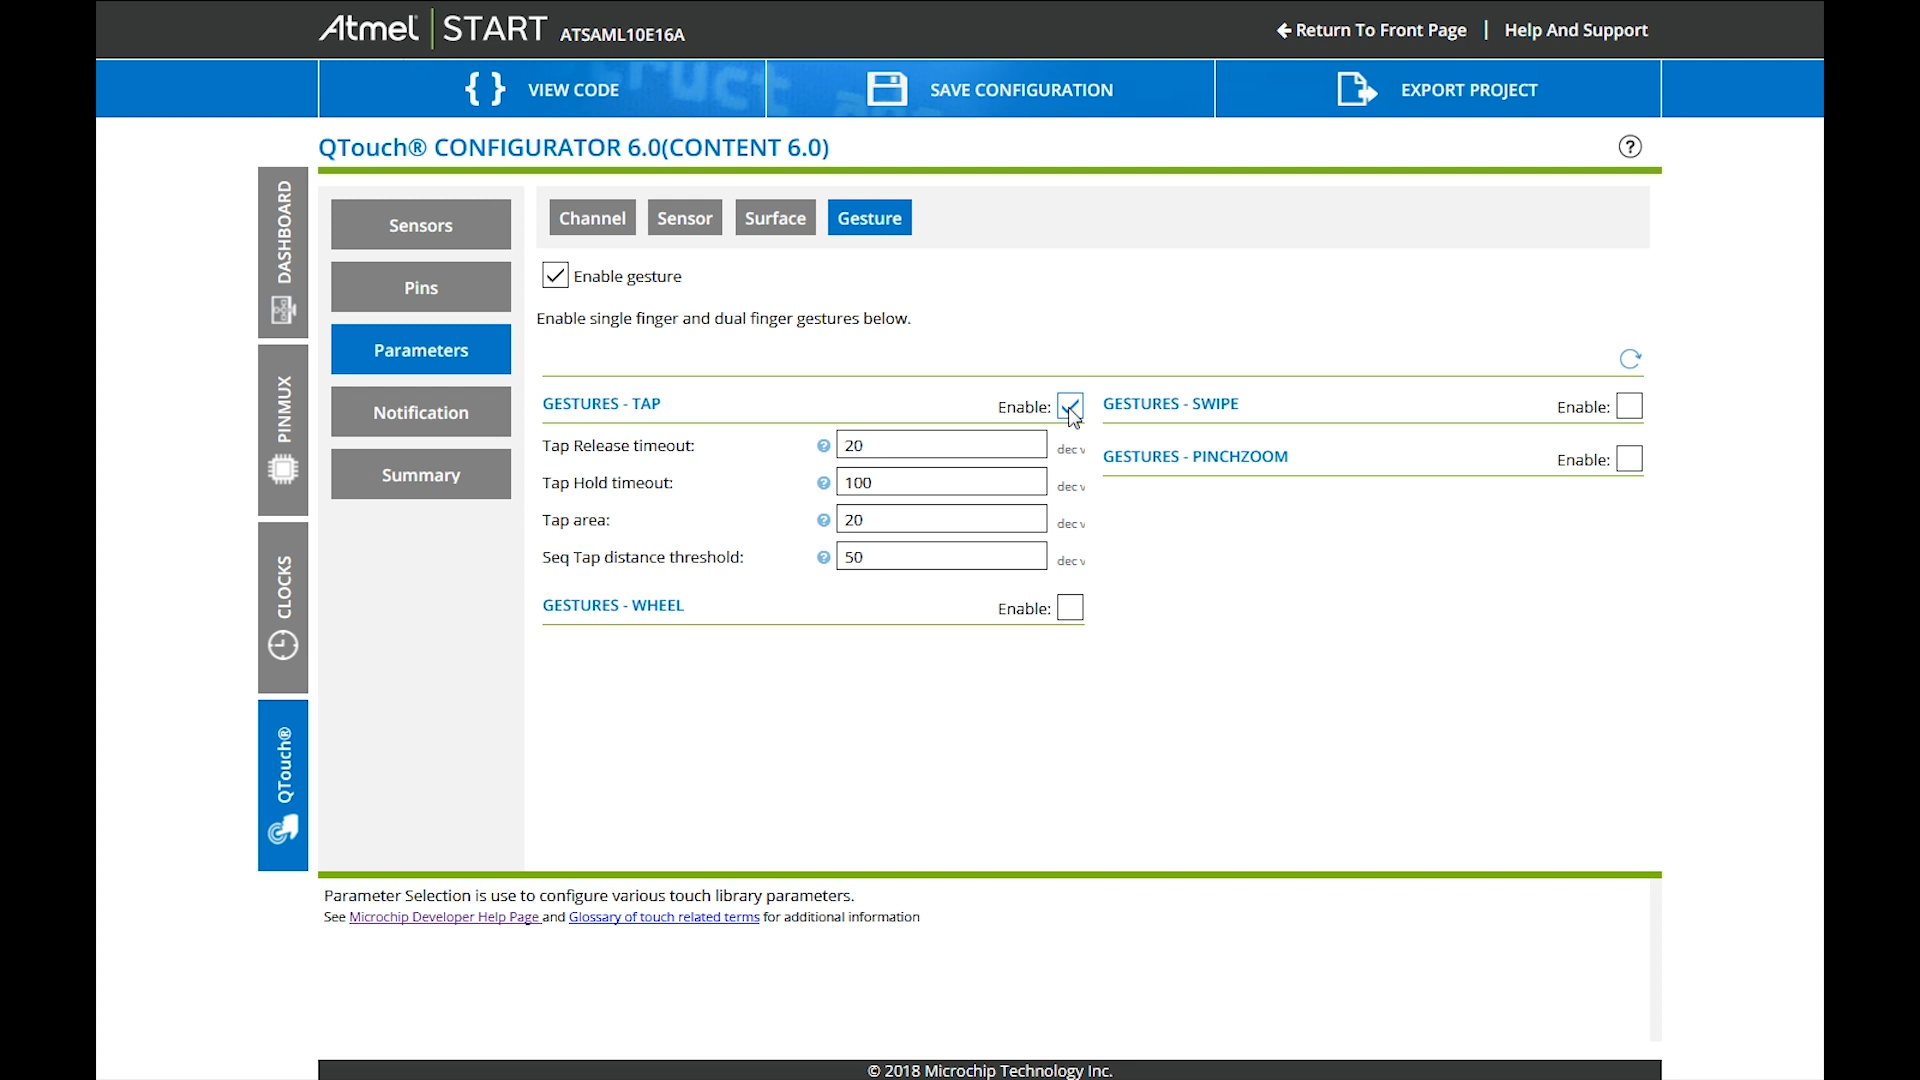 Atmel START ATSAML10E16A
Return To Front Page | Help And Support
{ } VIEW CODE
SAVE CONFIGURATION
EXPORT PROJECT
QTouch® CONFIGURATOR 6.0(CONTENT 6.0)
?
DASHBOARD
PINMUX
CLOCKS
QTouch®
Sensors
Pins
Parameters
Notification
Summary
Channel Sensor Surface Gesture
Enable gesture
Enable single finger and dual finger gestures below.
GESTURES - TAP Enable:
Tap Release timeout: ? 20 dec v
Tap Hold timeout: ? 100 dec v
Tap area: ? 20 dec v
Seq Tap distance threshold: ? 50 dec v
GESTURES - WHEEL Enable:
GESTURES - SWIPE Enable:
GESTURES - PINCHZOOM Enable:
Parameter Selection is use to configure various touch library parameters.
See Microchip Developer Help Page and Glossary of touch related terms for additional information
© 2018 Microchip Technology Inc.